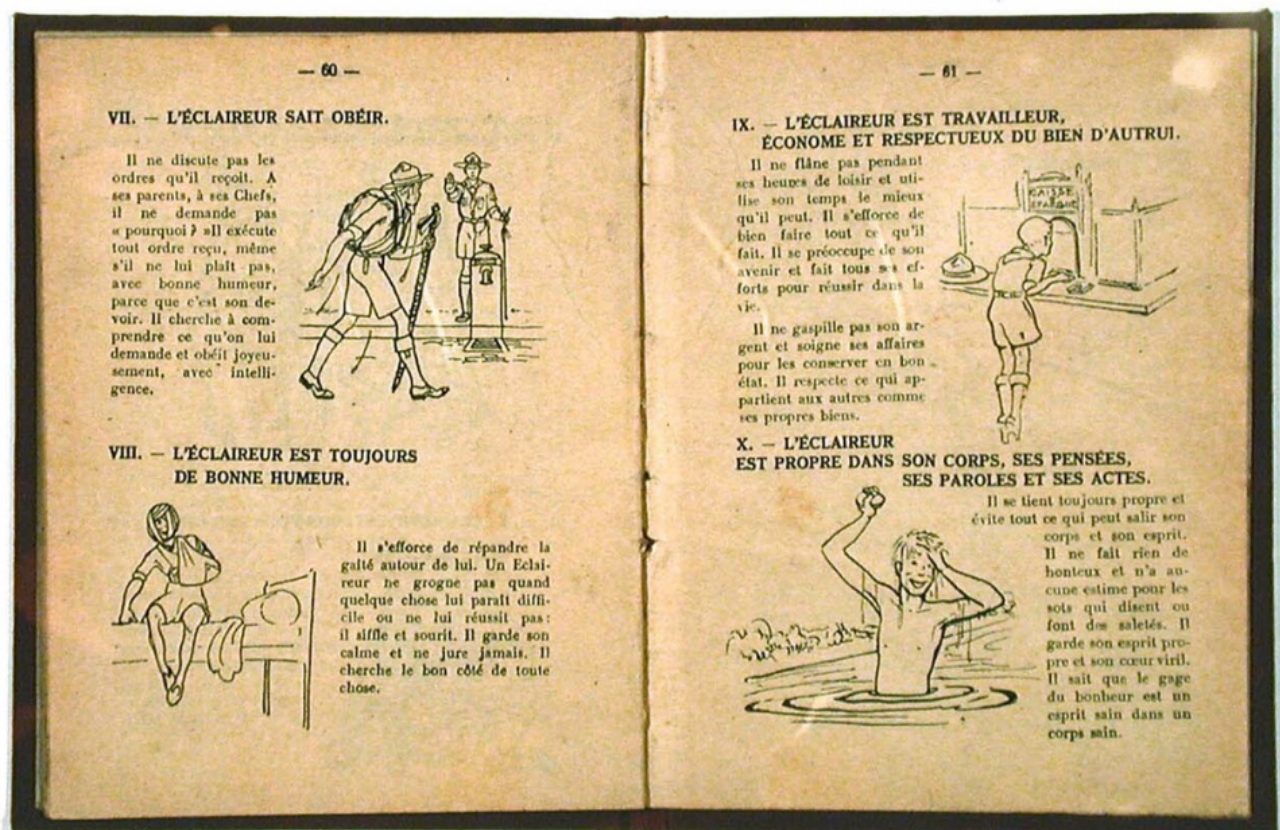 — 60 —
VII. — L'ÉCLAIREUR SAIT OBÉIR.
Il ne discute pas les
ordres qu'il reçoit. A
ses parents, à ses Chefs,
il ne demande pas
« pourquoi ? »Il exécute
tout ordre reçu, même
s'il ne lui plaît pas,
avec bonne humeur,
parce que c'est son de-
voir. Il cherche à com-
prendre ce qu'on lui
demande et obéit joyeu-
sement, avec intelli-
gence.
VIII. — L'ÉCLAIREUR EST TOUJOURS
DE BONNE HUMEUR.
Il s'efforce de répandre la
gaîté autour de lui. Un Eclai-
reur ne grogne pas quand
quelque chose lui paraît diffi-
cile ou ne lui réussit pas :
il siffle et sourit. Il garde son
calme et ne jure jamais. Il
cherche le bon côté de toute
chose.
— 61 —
IX. — L'ÉCLAIREUR EST TRAVAILLEUR,
ÉCONOME ET RESPECTUEUX DU BIEN D'AUTRUI.
Il ne flâne pas pendant
ses heures de loisir et uti-
lise son temps le mieux
qu'il peut. Il s'efforce de
bien faire tout ce qu'il
fait. Il se préoccupe de son
avenir et fait tous ses ef-
forts pour réussir dans la
vie.
Il ne gaspille pas son ar-
gent et soigne ses affaires
pour les conserver en bon
état. Il respecte ce qui ap-
partient aux autres comme
ses propres biens.
CAISSE
D'EPARGNE
X. — L'ÉCLAIREUR
EST PROPRE DANS SON CORPS, SES PENSÉES,
SES PAROLES ET SES ACTES.
Il se tient toujours propre et
évite tout ce qui peut salir son
corps et son esprit.
Il ne fait rien de
honteux et n'a au-
cune estime pour les
sots qui disent ou
font des saletés. Il
garde son esprit pro-
pre et son cœur viril.
Il sait que le gage
du bonheur est un
esprit sain dans un
corps sain.